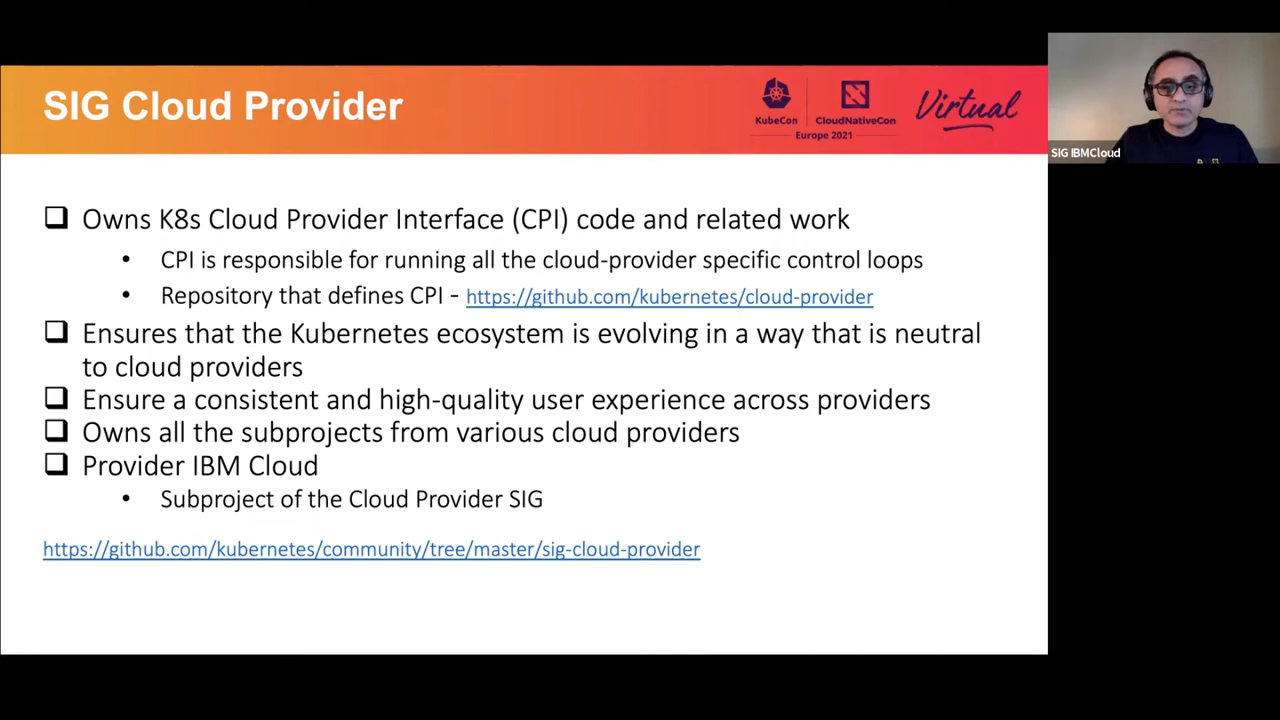 SIG Cloud Provider
KubeCon
CloudNativeCon
Europe 2021
Virtual
SIG IBMCloud
❑ Owns K8s Cloud Provider Interface (CPI) code and related work
• CPI is responsible for running all the cloud-provider specific control loops
• Repository that defines CPI - https://github.com/kubernetes/cloud-provider
❑ Ensures that the Kubernetes ecosystem is evolving in a way that is neutral
to cloud providers
❑ Ensure a consistent and high-quality user experience across providers
❑ Owns all the subprojects from various cloud providers
❑ Provider IBM Cloud
• Subproject of the Cloud Provider SIG
https://github.com/kubernetes/community/tree/master/sig-cloud-provider